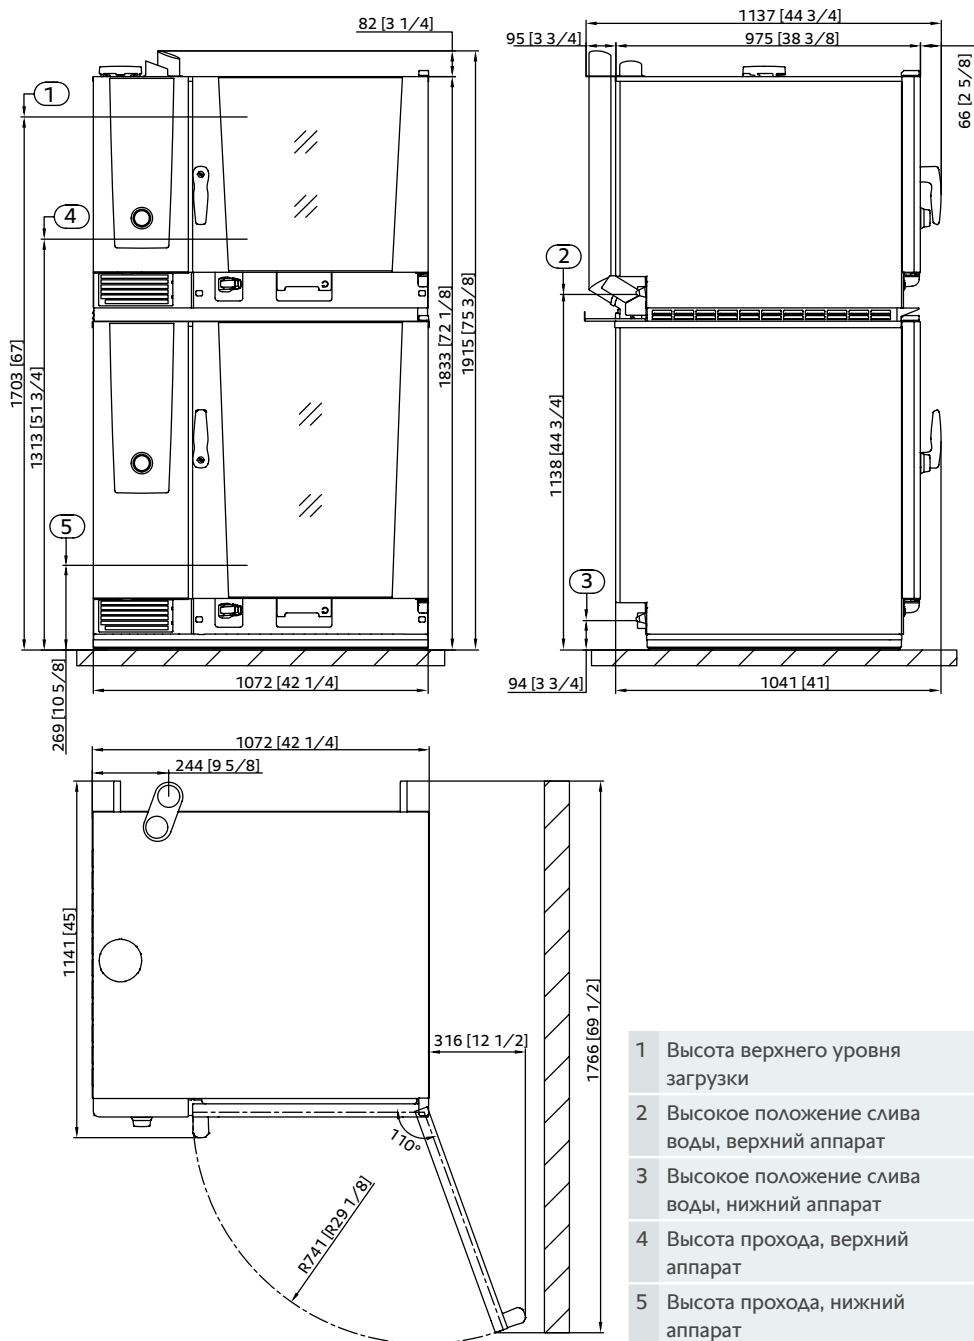 82 [3 1/4]
1
4
5
1703 [67]
1313 [51 3/4]
269 [10 5/8]
1833 [72 1/8]
1915 [75 3/8]
1072 [42 1/4]
1137 [44 3/4]
95 [3 3/4]
975 [38 3/8]
66 [2 5/8]
2
1138 [44 3/4]
3
94 [3 3/4]
1041 [41]
1072 [42 1/4]
244 [9 5/8]
1141 [45]
316 [12 1/2]
1766 [69 1/2]
110°
R741 [R29 1/8]
1 Высота верхнего уровня
загрузки
2 Высокое положение слива
воды, верхний аппарат
3 Высокое положение слива
воды, нижний аппарат
4 Высота прохода, верхний
аппарат
5 Высота прохода, нижний
аппарат